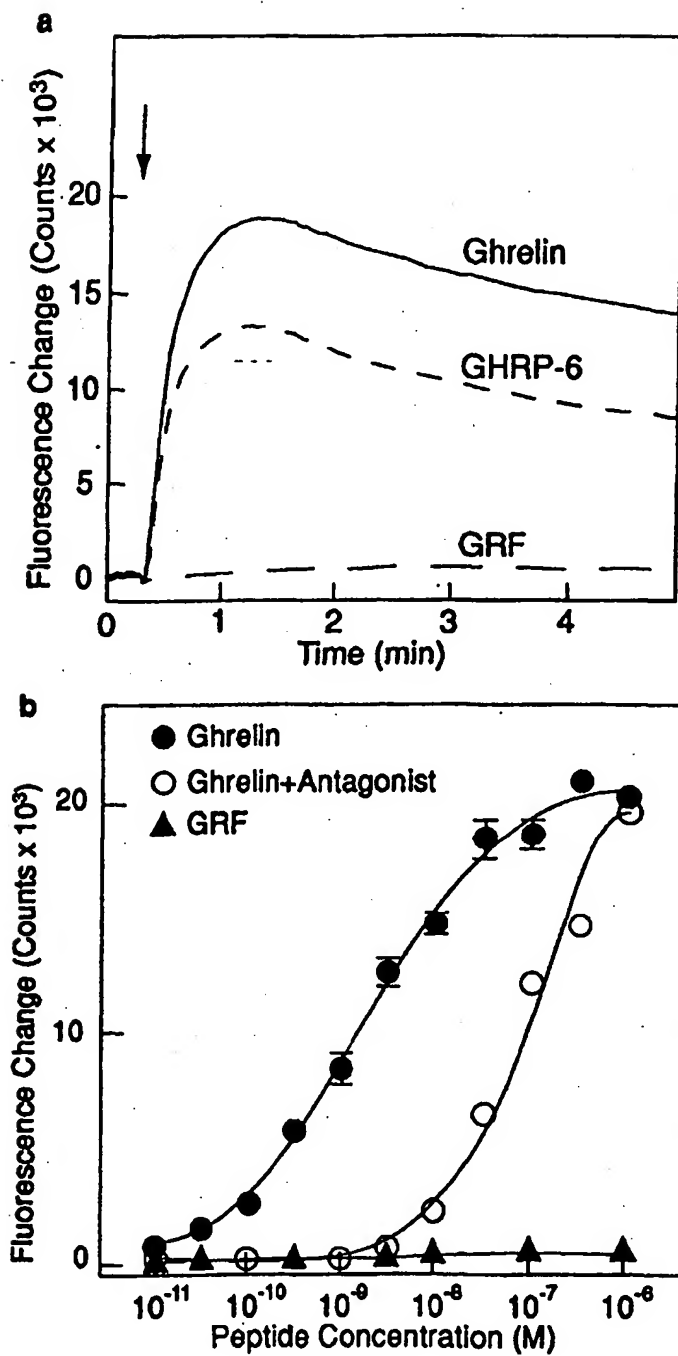 a
Fluorescence Change (Counts x 10³)
20
15
10
5
0
Ghrelin
GHRP-6
GRF
0 1 2 3 4
Time (min)
b
Fluorescence Change (Counts x 10³)
Ghrelin
Ghrelin+Antagonist
GRF
20
10
0
10⁻¹¹ 10⁻¹⁰ 10⁻⁹ 10⁻⁸ 10⁻⁷ 10⁻⁶
Peptide Concentration (M)